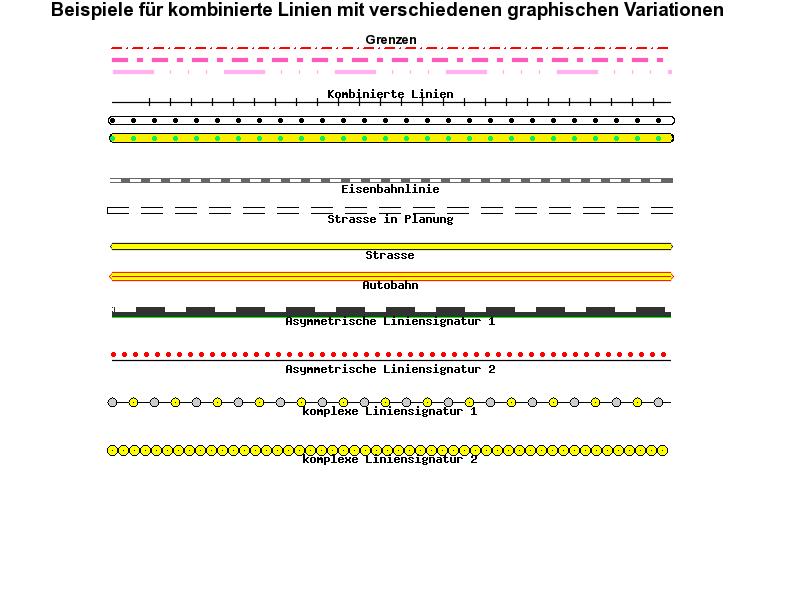 Beispiele für kombinierte Linien mit verschiedenen graphischen Variationen
Grenzen
Kombinierte Linien
Eisenbahnlinie
Strasse in Planung
Strasse
Autobahn
Asymmetrische Liniensignatur 1
Asymmetrische Liniensignatur 2
komplexe Liniensignatur 1
komplexe Liniensignatur 2